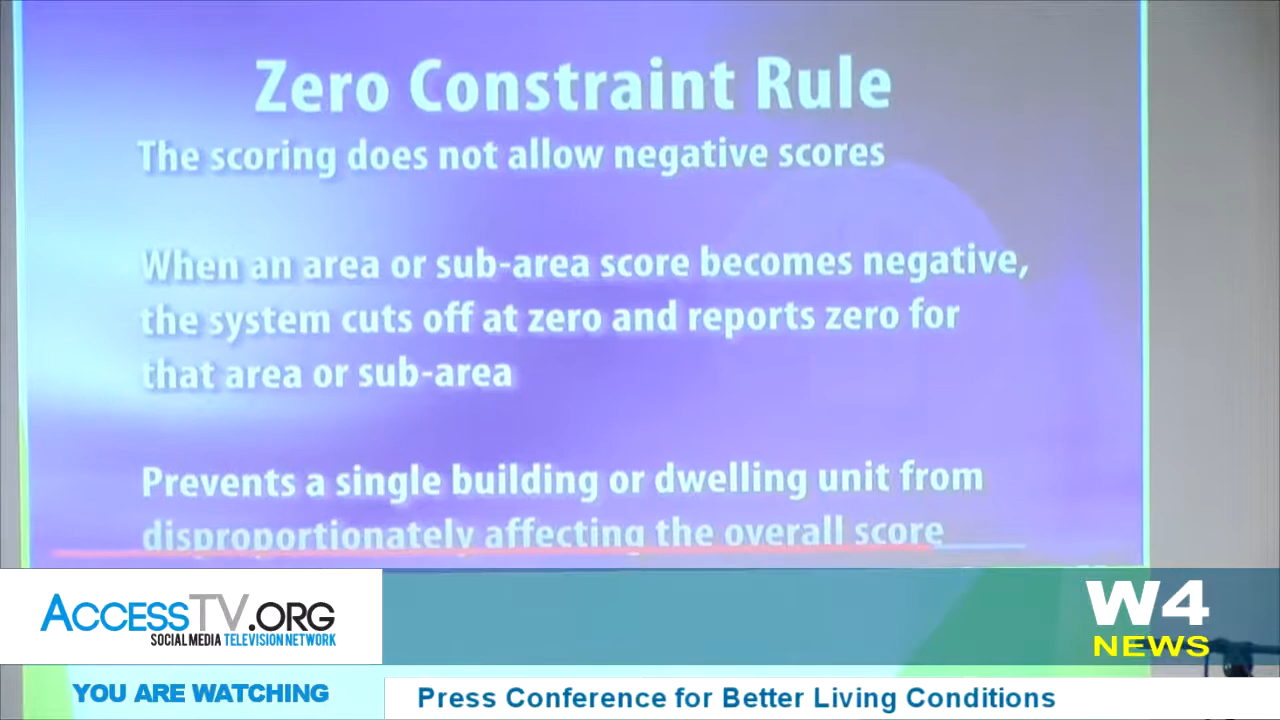 Zero Constraint Rule
The scoring does not allow negative scores
When an area or sub-area score becomes negative,
the system cuts off at zero and reports zero for
that area or sub-area
Prevents a single building or dwelling unit from
disproportionately affecting the overall score
ACCESSTV.ORG
SOCIAL MEDIA TELEVISION NETWORK
W4
NEWS
YOU ARE WATCHING
Press Conference for Better Living Conditions